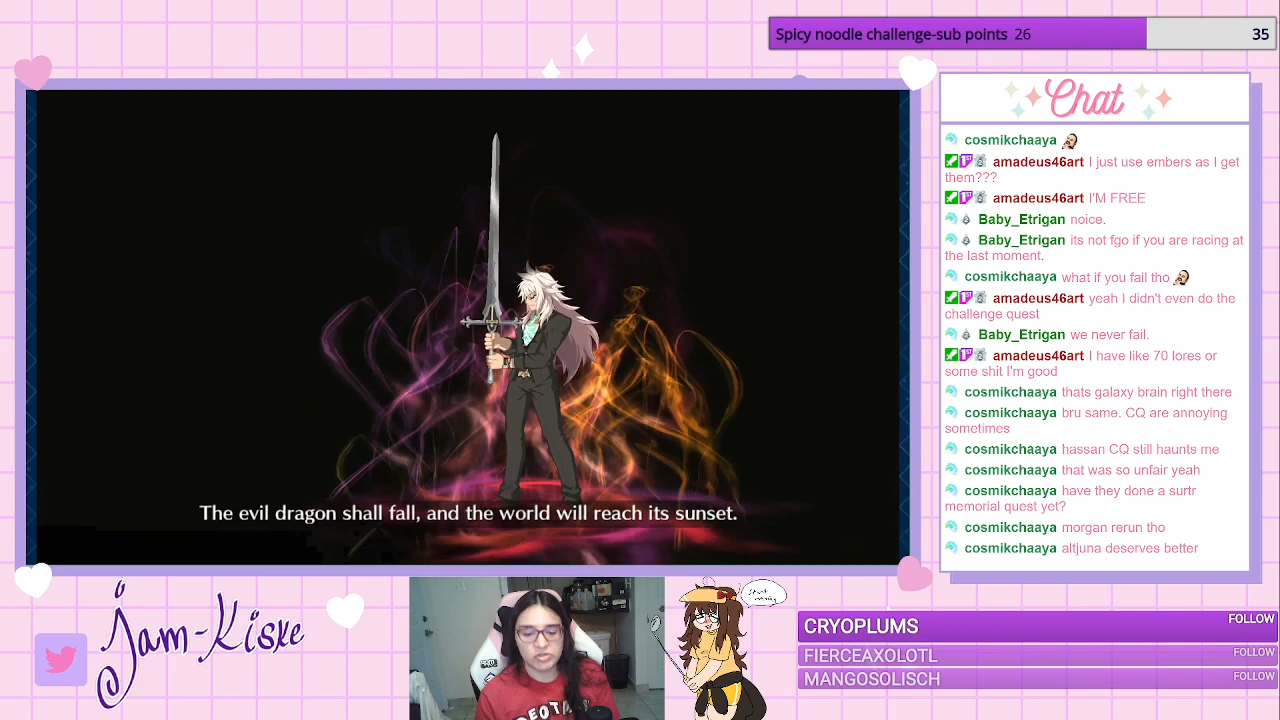 Spicy noodle challenge-sub points 26
35
Chat
cosmikchaaya
amadeus46art I just use embers as I get
them???
amadeus46art I'M FREE
Baby_Etrigan noice.
Baby_Etrigan its not fgo if you are racing at
the last moment.
cosmikchaaya what if you fail tho
amadeus46art yeah I didn't even do the
challenge quest
Baby_Etrigan we never fail.
amadeus46art I have like 70 lores or
some shit I'm good
cosmikchaaya thats galaxy brain right there
cosmikchaaya bru same. CQ are annoying
sometimes
cosmikchaaya hassan CQ still haunts me
cosmikchaaya that was so unfair yeah
cosmikchaaya have they done a surtr
memorial quest yet?
cosmikchaaya morgan rerun tho
cosmikchaaya altjuna deserves better
The evil dragon shall fall, and the world will reach its sunset.
@Jam-Kiske
CRYOPLUMS FOLLOW
FIERCEAXOLOTL FOLLOW
MANGOSOLISCH FOLLOW